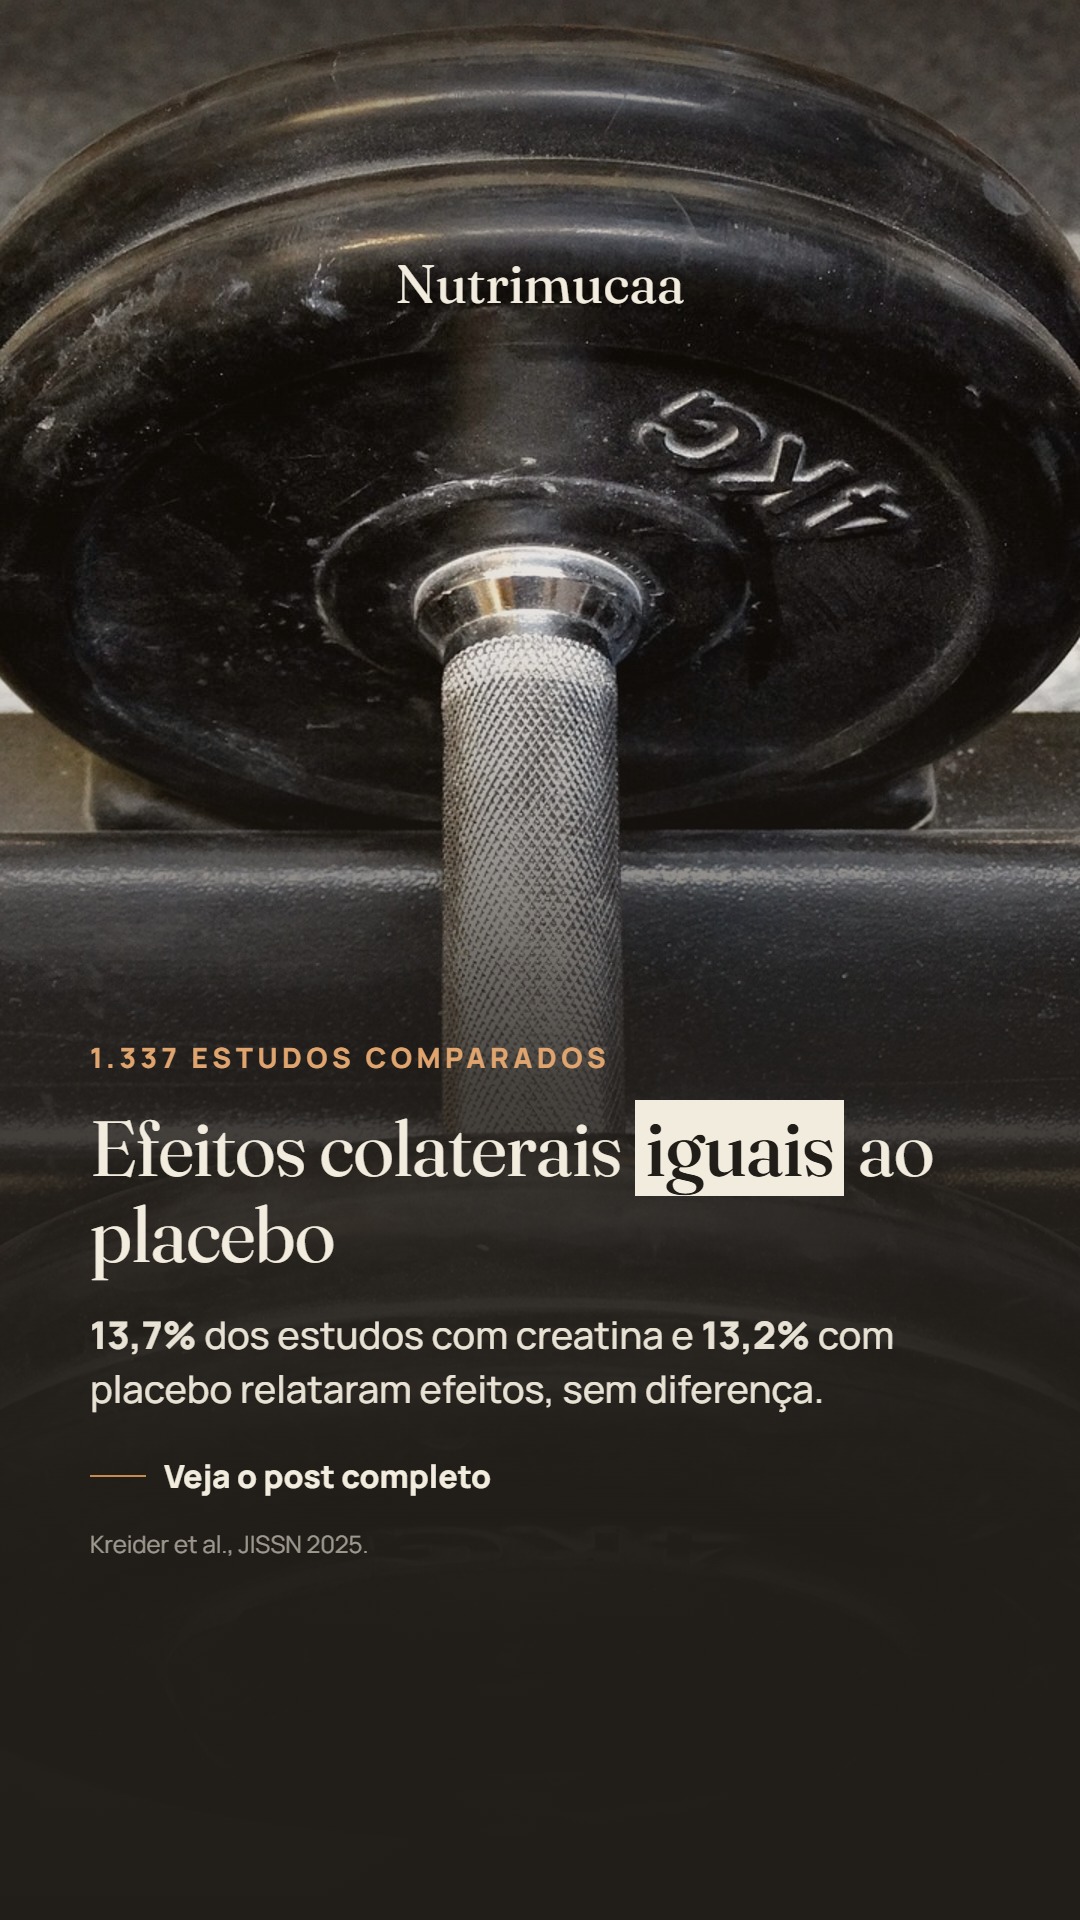 Nutrimucaa
4KG
1.337 ESTUDOS COMPARADOS
Efeitos colaterais iguais ao
placebo
13,7% dos estudos com creatina e 13,2% com
placebo relataram efeitos, sem diferença.
Veja o post completo
Kreider et al., JISSN 2025.